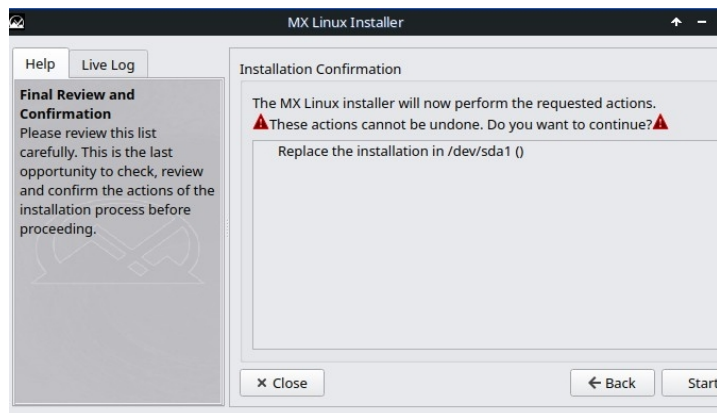 MX Linux Installer
Help
Live Log
Final Review and
Confirmation
Please review this list
carefully. This is the last
opportunity to check, review
and confirm the actions of the
installation process before
proceeding.
Installation Confirmation
The MX Linux installer will now perform the requested actions.
These actions cannot be undone. Do you want to continue?
Replace the installation in /dev/sda1 ()
Close
Back
Start